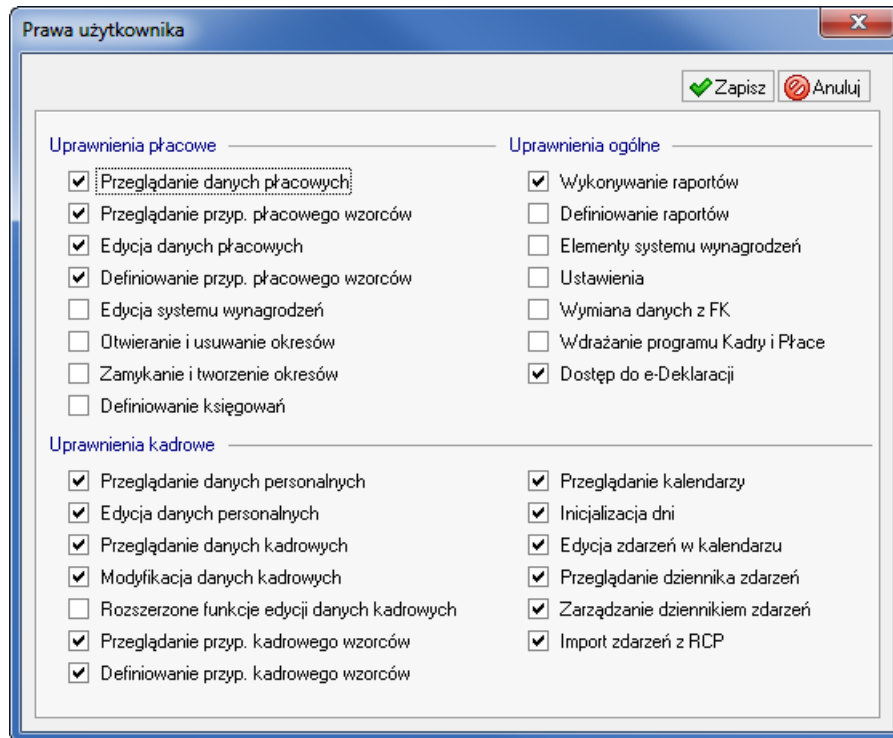 Prawa użytkownika
Zapisz
Anuluj
Uprawnienia płacowe
Przeglądanie danych płacowych
Przeglądanie przyp. płacowego wzorców
Edycja danych płacowych
Definiowanie przyp. płacowego wzorców
Edycja systemu wynagrodzeń
Otwieranie i usuwanie okresów
Zamykanie i tworzenie okresów
Definiowanie księgowań
Uprawnienia ogólne
Wykonywanie raportów
Definiowanie raportów
Elementy systemu wynagrodzeń
Ustawienia
Wymiana danych z FK
Wdrażanie programu Kadry i Płace
Dostęp do e-Deklaracji
Uprawnienia kadrowe
Przeglądanie danych personalnych
Edycja danych personalnych
Przeglądanie danych kadrowych
Modyfikacja danych kadrowych
Rozszerzone funkcje edycji danych kadrowych
Przeglądanie przyp. kadrowego wzorców
Definiowanie przyp. kadrowego wzorców
Przeglądanie kalendarzy
Inicjalizacja dni
Edycja zdarzeń w kalendarzu
Przeglądanie dziennika zdarzeń
Zarządzanie dziennikiem zdarzeń
Import zdarzeń z RCP